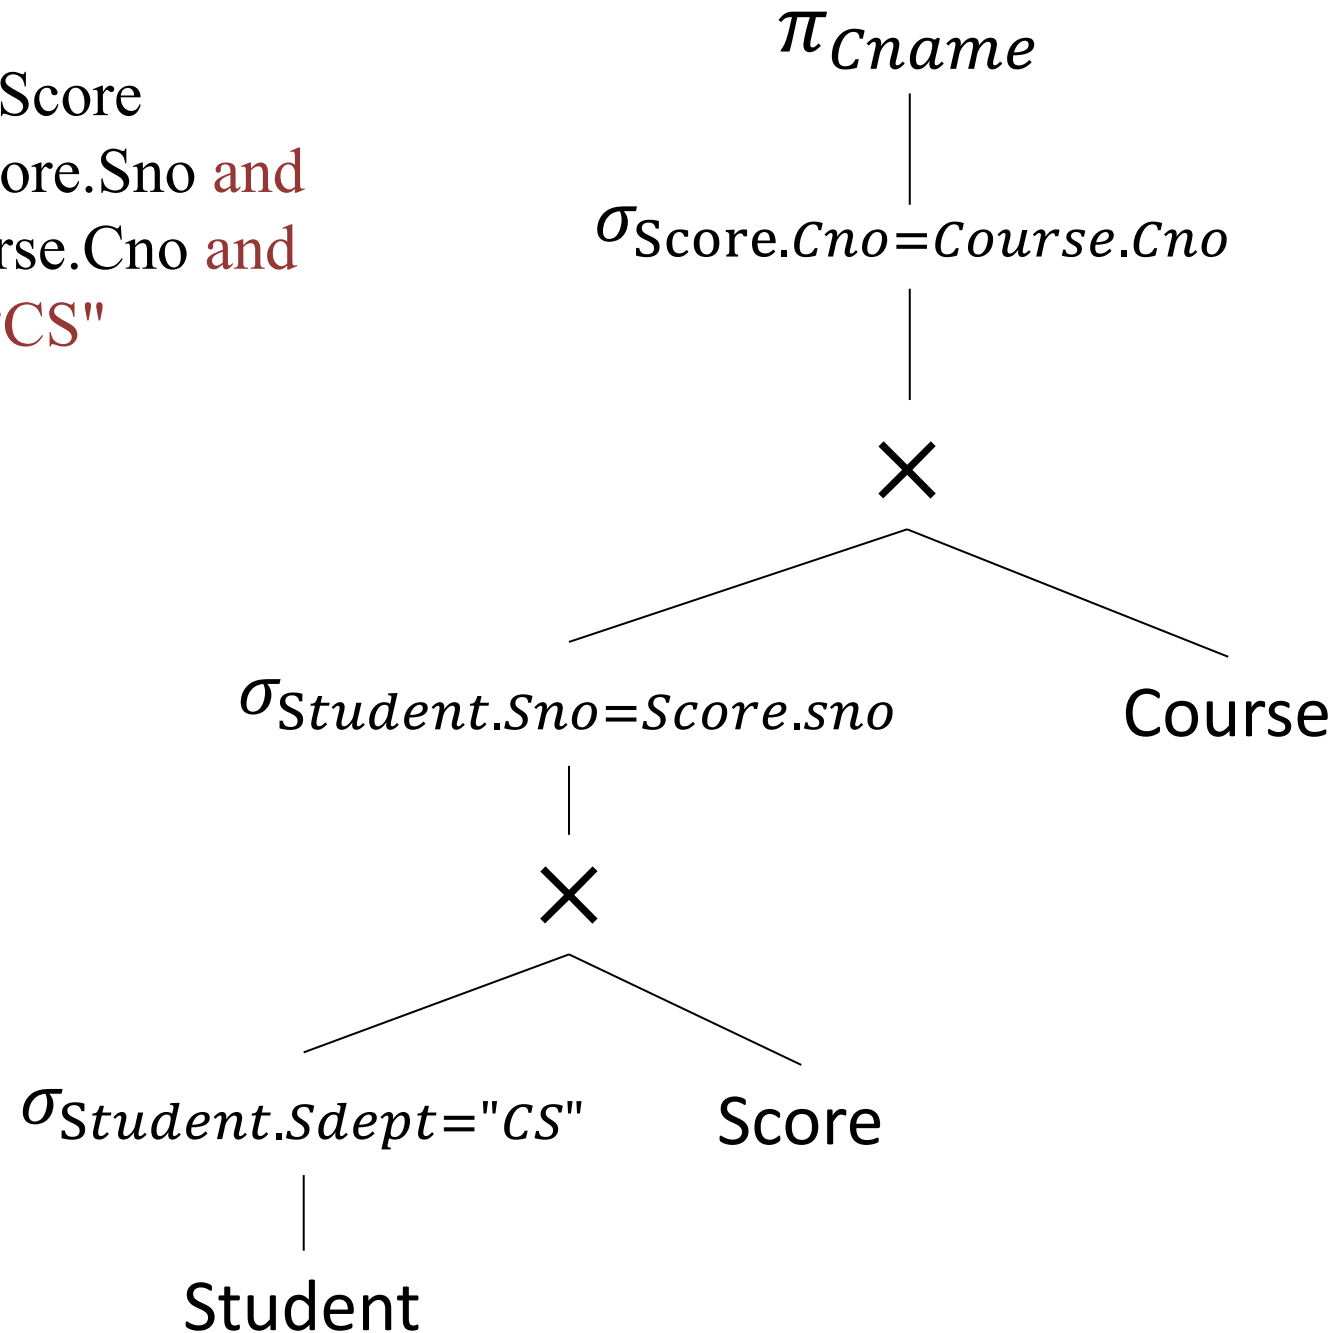 Score
ore.Sno and
rse.Cno and
CS"
πCname
σScore.Cno=Course.Cno
×
σStudent.Sno=Score.sno
Course
×
σStudent.Sdept="CS"
Score
Student